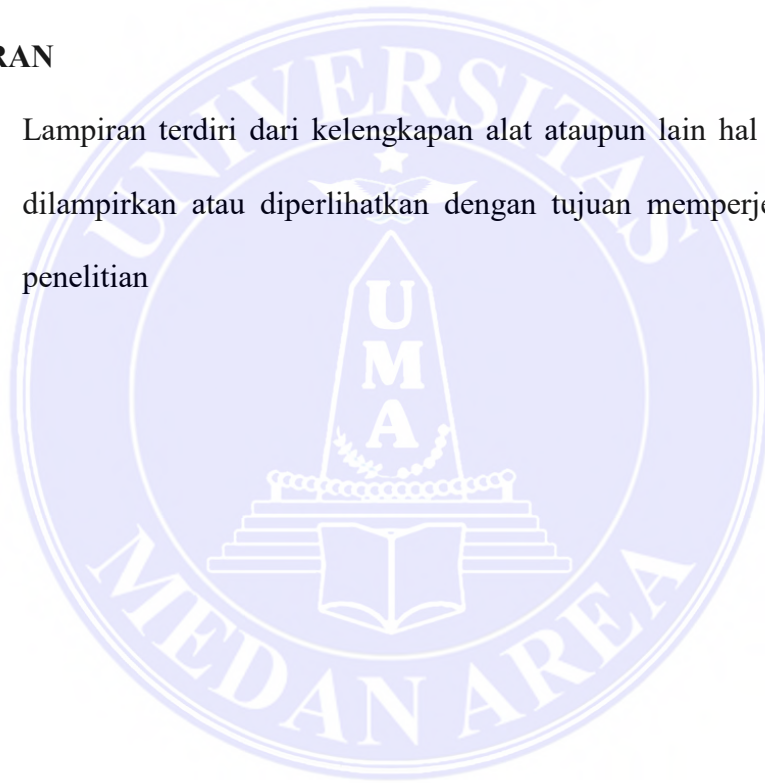 RAN
Lampiran terdiri dari kelengkapan alat ataupun lain hal
dilampirkan atau diperlihatkan dengan tujuan memperje
penelitian
UNIVERSITAS
UMA
MEDAN AREA